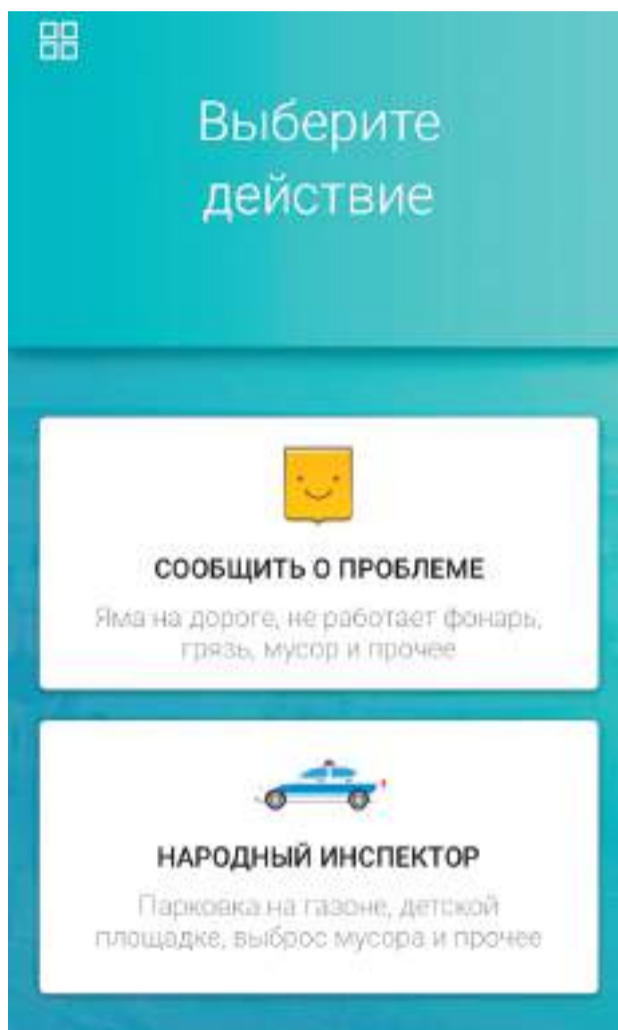 Выберите
действие
СООБЩИТЬ О ПРОБЛЕМЕ
Яма на дороге, не работает фонарь,
грязь, мусор и прочее
НАРОДНЫЙ ИНСПЕКТОР
Парковка на газоне, детской
площадке, выброс мусора и прочее